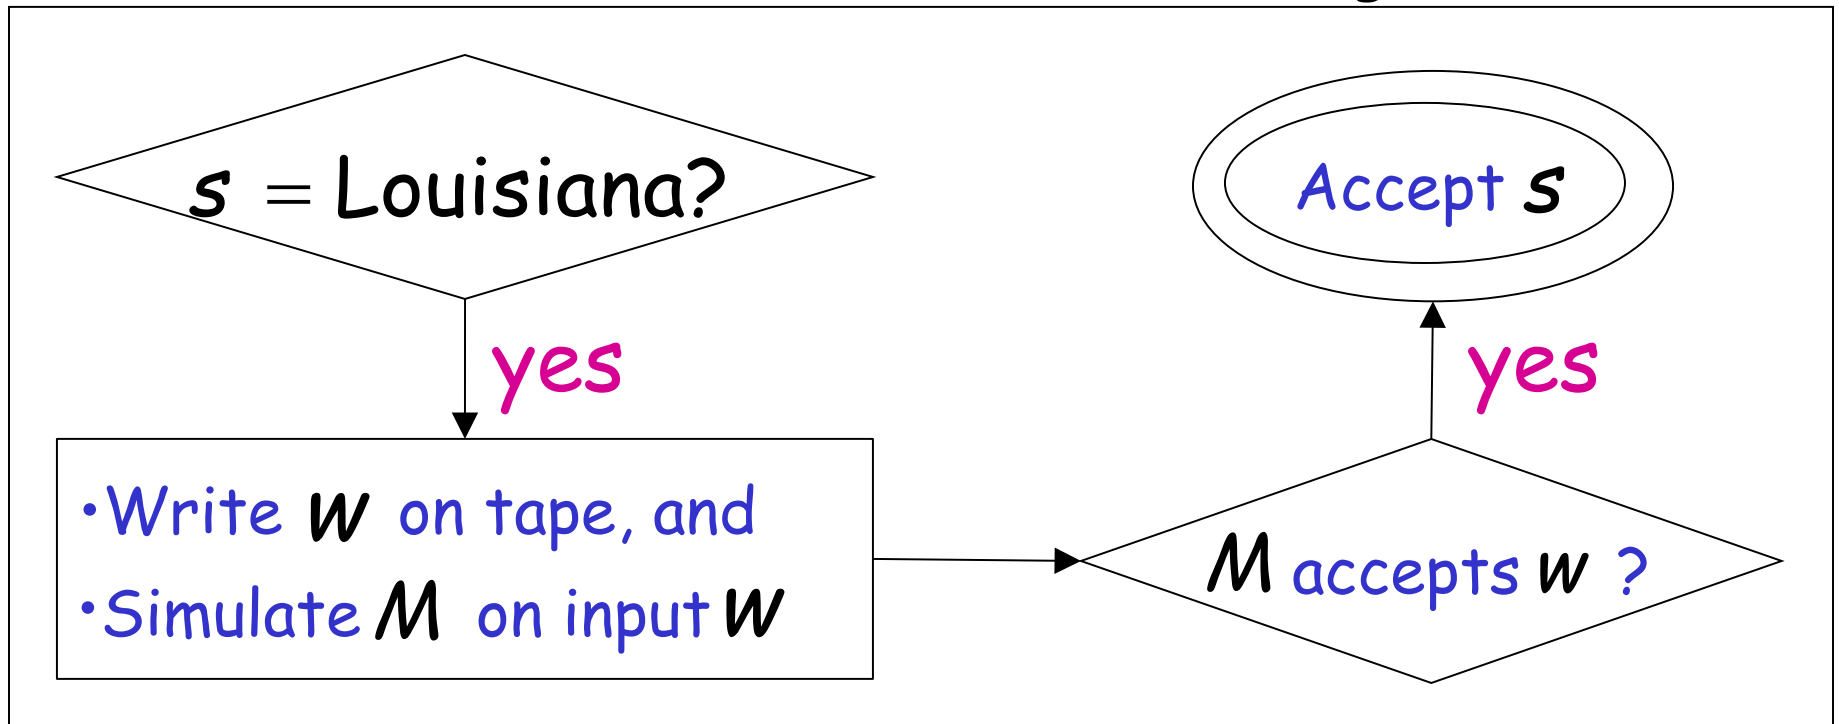 s = Louisiana?
yes
•Write w on tape, and
•Simulate M on input w
M accepts w ?
yes
Accept s